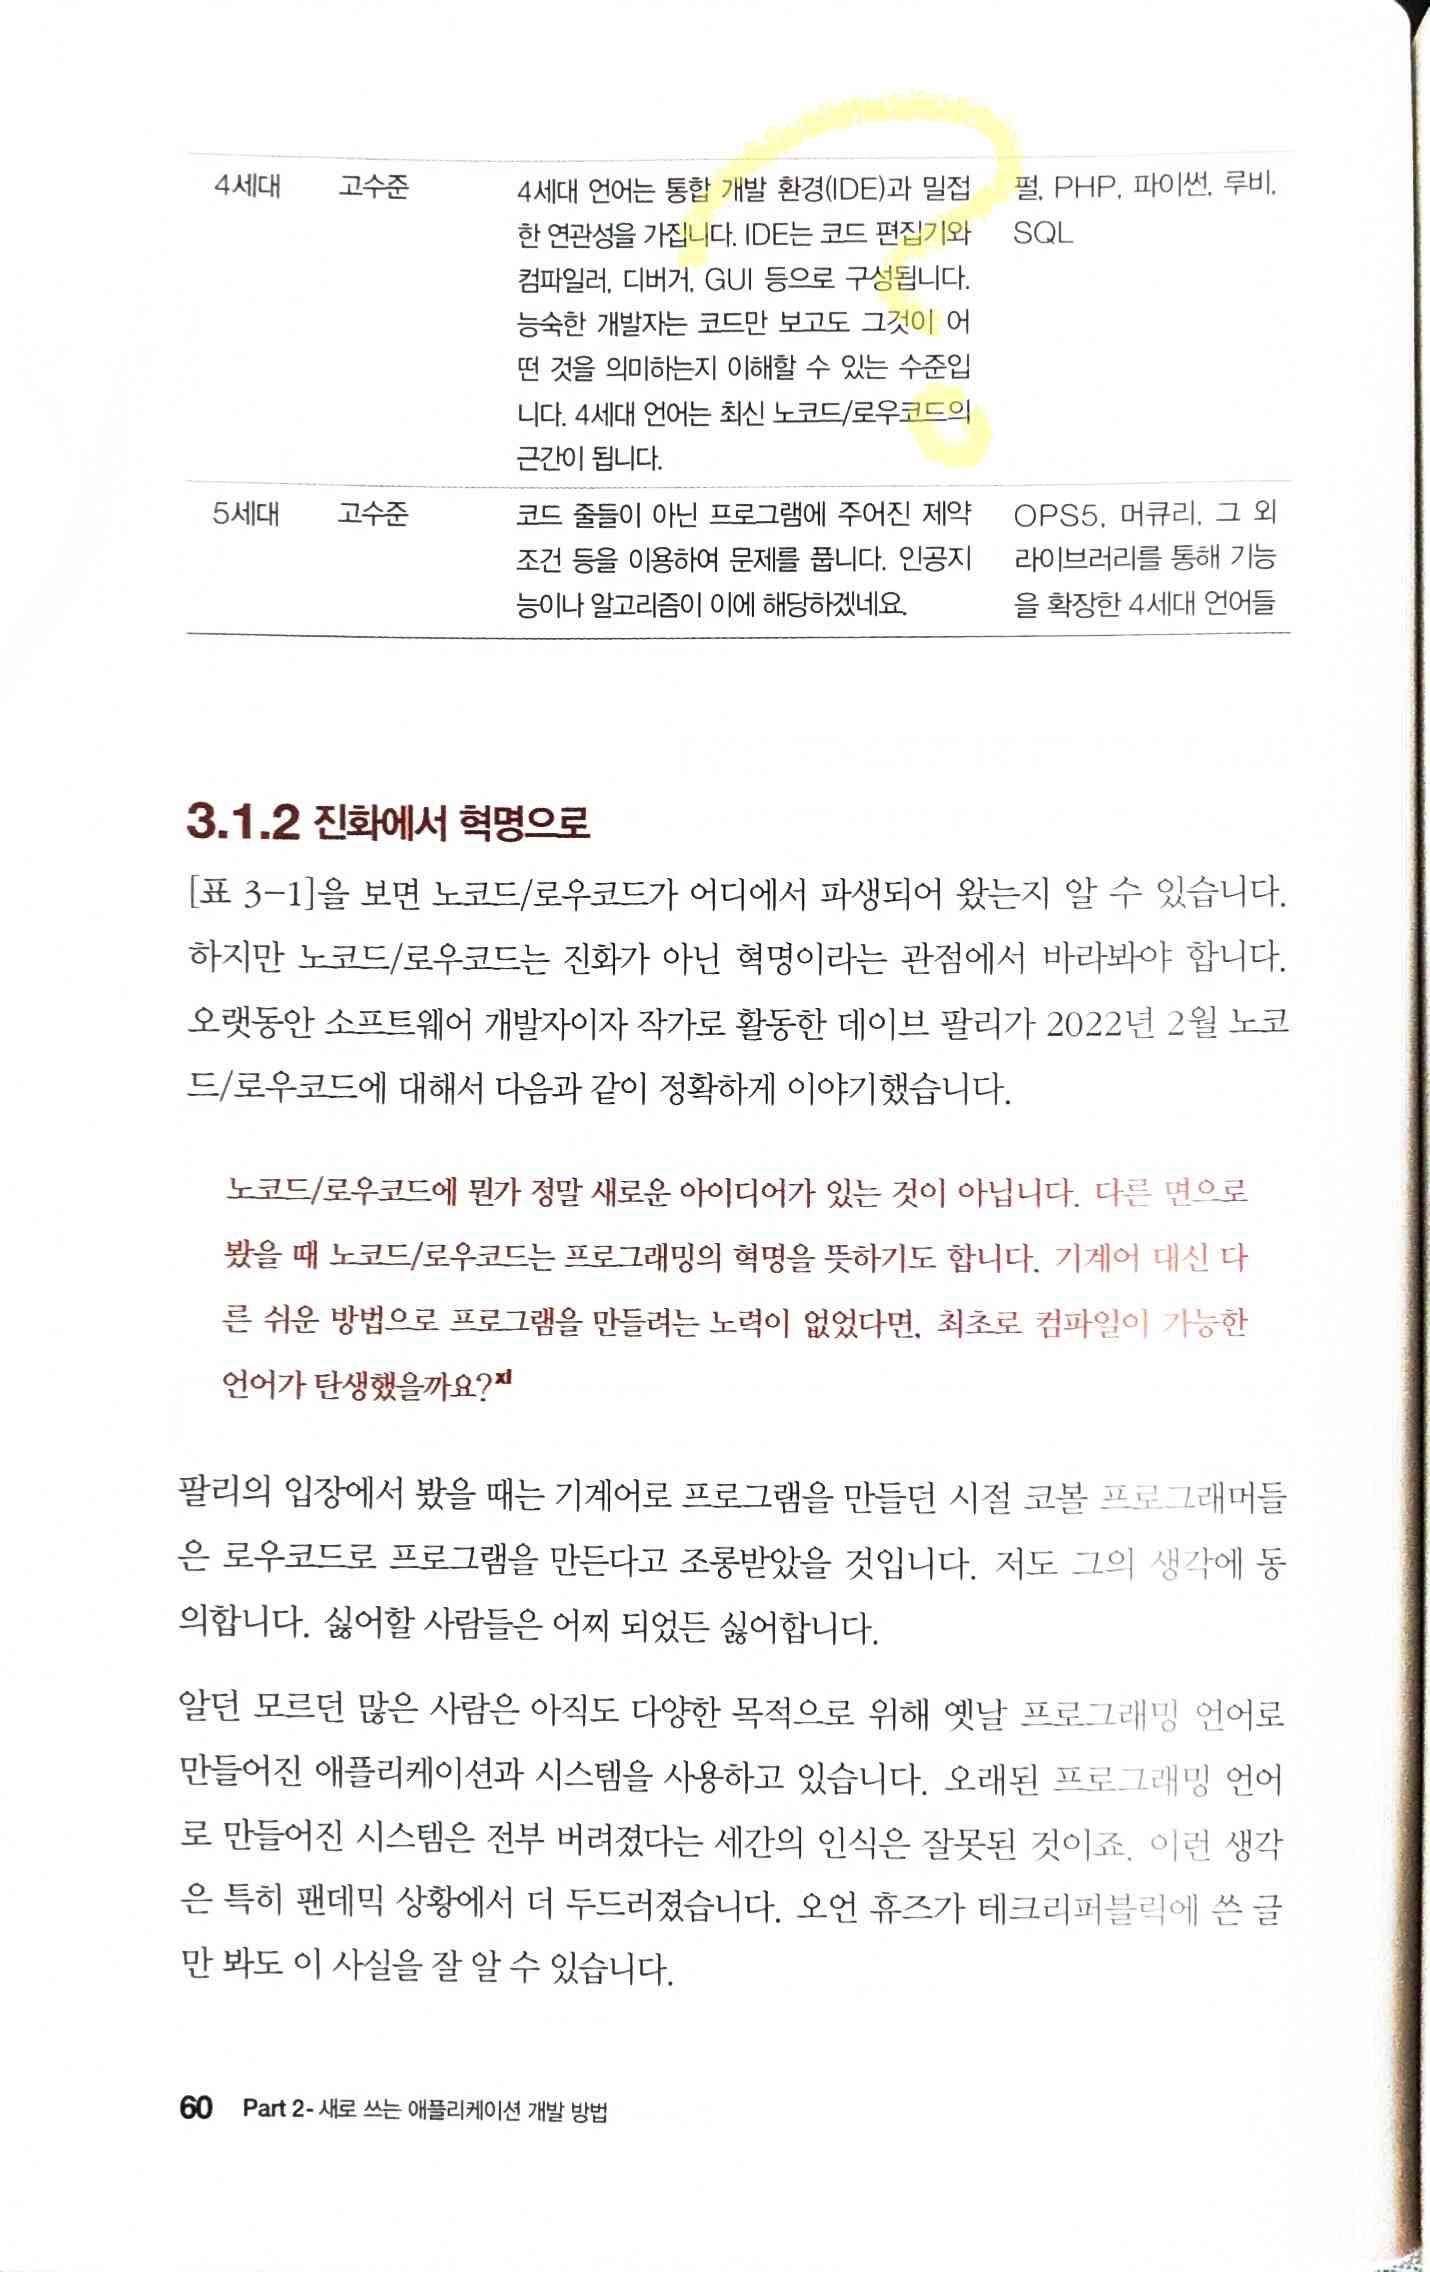 4세대 고수준 4세대 언어는 통합 개발 환경(IDE)과 밀접 펄, PHP, 파이썬, 루비,
한 연관성을 가집니다. IDE는 코드 편집기와 SQL
컴파일러, 디버거, GUI 등으로 구성됩니다.
능숙한 개발자는 코드만 보고도 그것이 어
떤 것을 의미하는지 이해할 수 있는 수준입
니다. 4세대 언어는 최신 노코드/로우코드의
근간이 됩니다.
5세대 고수준 코드 줄들이 아닌 프로그램에 주어진 제약 OPS5, 머큐리, 그 외
조건 등을 이용하여 문제를 풉니다. 인공지 라이브러리를 통해 기능
능이나 알고리즘이 이에 해당하겠네요. 을 확장한 4세대 언어들
3.1.2 진화에서 혁명으로
[표 3-1]을 보면 노코드/로우코드가 어디에서 파생되어 왔는지 알 수 있습니다.
하지만 노코드/로우코드는 진화가 아닌 혁명이라는 관점에서 바라봐야 합니다.
오랫동안 소프트웨어 개발자이자 작가로 활동한 데이브 팔리가 2022년 2월 노코
드/로우코드에 대해서 다음과 같이 정확하게 이야기했습니다.
노코드/로우코드에 뭔가 정말 새로운 아이디어가 있는 것이 아닙니다. 다른 면으로
봤을 때 노코드/로우코드는 프로그래밍의 혁명을 뜻하기도 합니다. 기계어 대신 다
른 쉬운 방법으로 프로그램을 만들려는 노력이 없었다면, 최초로 컴파일이 가능한
언어가 탄생했을까요?xi
팔리의 입장에서 봤을 때는 기계어로 프로그램을 만들던 시절 코볼 프로그래머들
은 로우코드로 프로그램을 만든다고 조롱받았을 것입니다. 저도 그의 생각에 동
의합니다. 싫어할 사람들은 어찌 되었든 싫어합니다.
알던 모르던 많은 사람은 아직도 다양한 목적으로 위해 옛날 프로그래밍 언어로
만들어진 애플리케이션과 시스템을 사용하고 있습니다. 오래된 프로그래밍 언어
로 만들어진 시스템은 전부 버려졌다는 세간의 인식은 잘못된 것이죠. 이런 생각
은 특히 팬데믹 상황에서 더 두드러졌습니다. 오언 휴즈가 테크리퍼블릭에 쓴 글
만 봐도 이 사실을 잘 알 수 있습니다.
60 Part 2- 새로 쓰는 애플리케이션 개발 방법